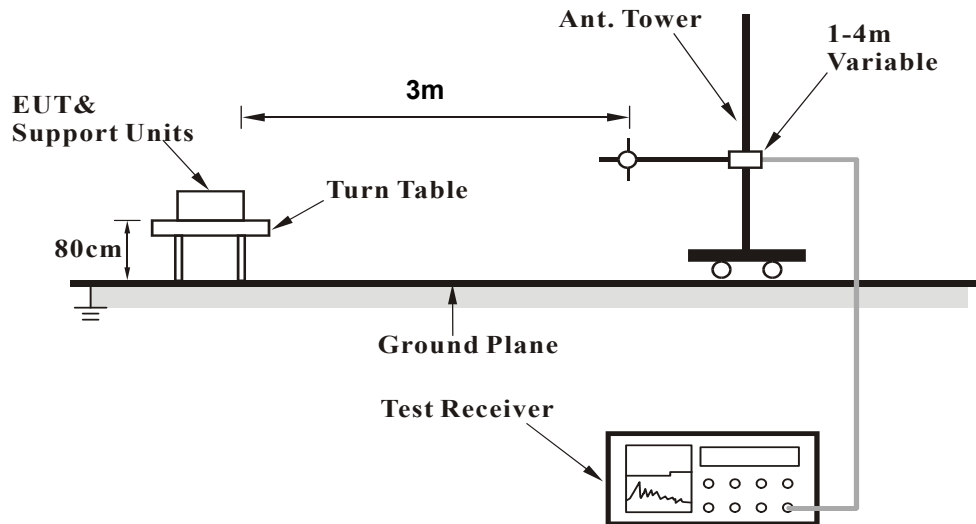 Ant. Tower
1-4m
Variable
3m
EUT&
Support Units
Turn Table
80cm
Ground Plane
Test Receiver